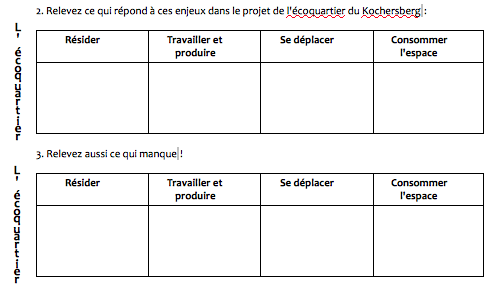 2. Relevez ce qui répond à ces enjeux dans le projet de l'écoquartier du Kochersberg :
L'écoquartier
Résider Travailler et produire Se déplacer Consommer l'espace
3. Relevez aussi ce qui manque !
L'écoquartier
Résider Travailler et produire Se déplacer Consommer l'espace